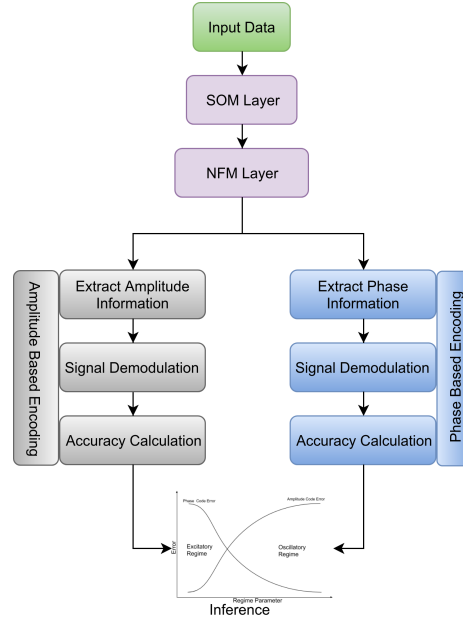 Input Data
SOM Layer
NFM Layer
Amplitude Based Encoding
Extract Amplitude
Information
Signal Demodulation
Accuracy Calculation
Extract Phase
Information
Signal Demodulation
Accuracy Calculation
Phase Based Encoding
Phase Code Error
Amplitude Code Error
Error
Excitatory
Regime
Oscillatory
Regime
Regime Parameter
Inference